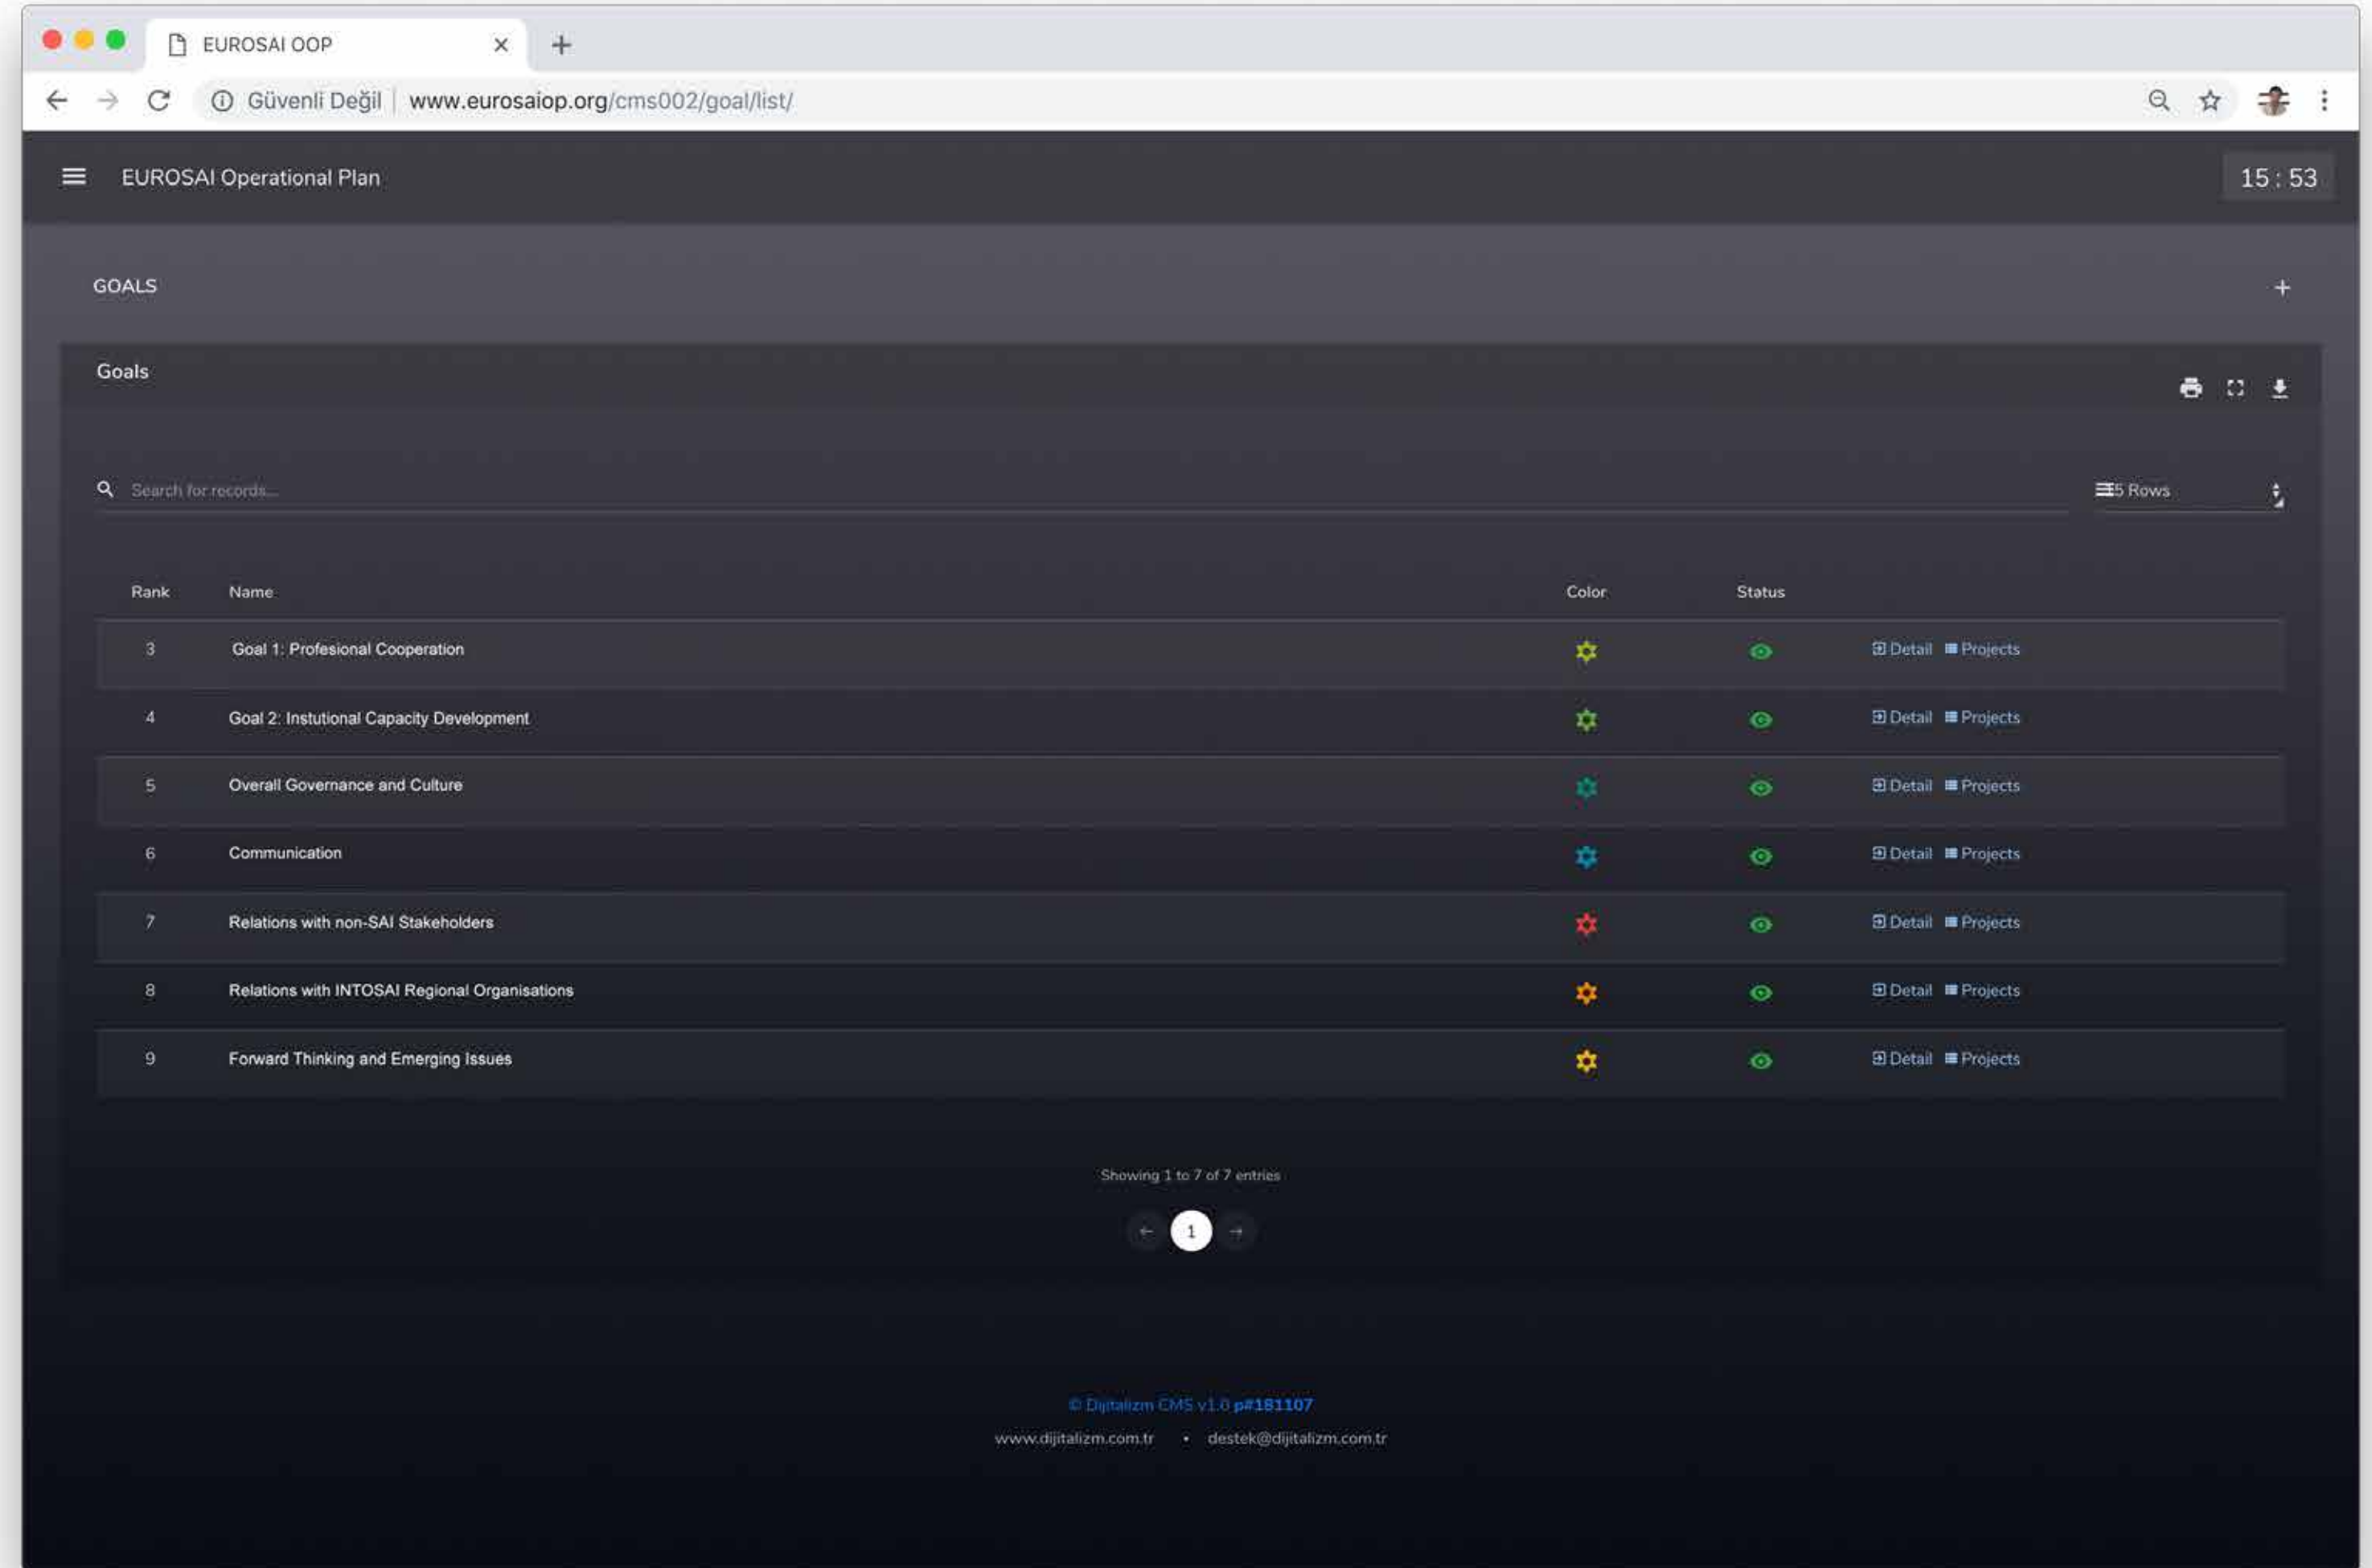 EUROSAI OOP
Güvenli Değil | www.eurosaiop.org/cms002/goal/list/
EUROSAI Operational Plan 15 : 53
GOALS
Goals
Search for records... 5 Rows
Rank Name Color Status
3 Goal 1: Profesional Cooperation Detail Projects
4 Goal 2: Instutional Capacity Development Detail Projects
5 Overall Governance and Culture Detail Projects
6 Communication Detail Projects
7 Relations with non-SAI Stakeholders Detail Projects
8 Relations with INTOSAI Regional Organisations Detail Projects
9 Forward Thinking and Emerging Issues Detail Projects
Showing 1 to 7 of 7 entries
← 1 →
© Dijitalizm CMS v1.0 p#181107
www.dijitalizm.com.tr • destek@dijitalizm.com.tr